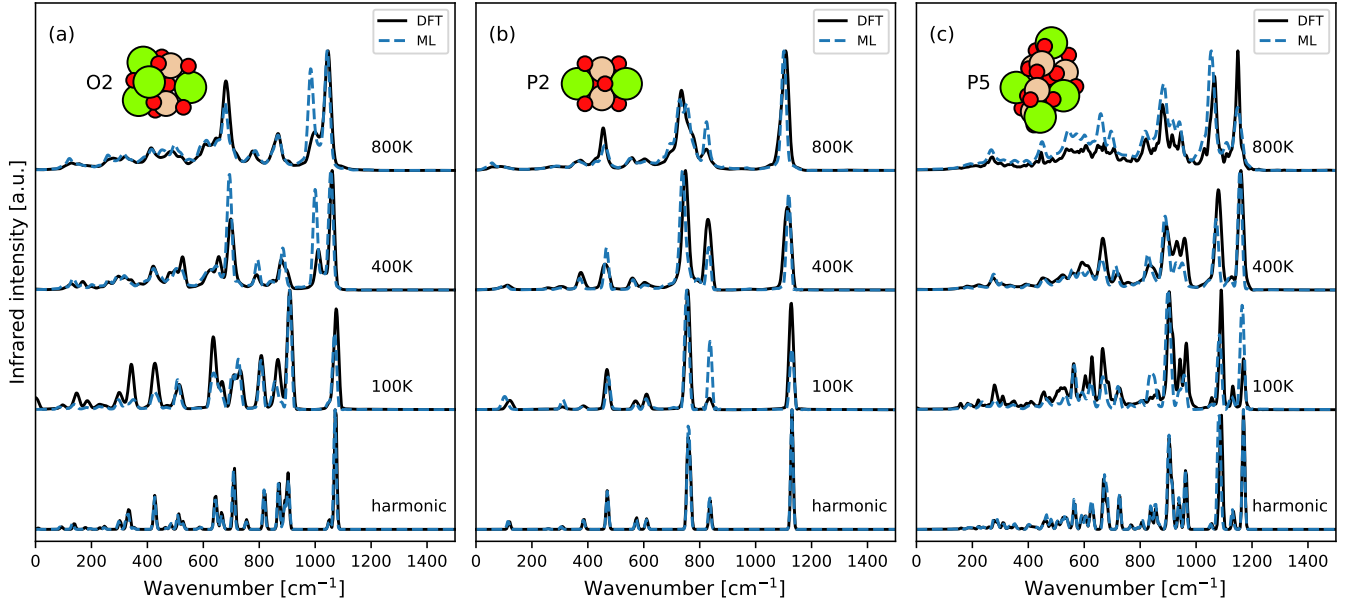 Infrared intensity [a.u.]
(a)
DFT
ML
O2
800K
400K
100K
harmonic
0 200 400 600 800 1000 1200 1400
Wavenumber [cm⁻¹]
(b)
DFT
ML
P2
800K
400K
100K
harmonic
0 200 400 600 800 1000 1200 1400
Wavenumber [cm⁻¹]
(c)
DFT
ML
P5
800K
400K
100K
harmonic
0 200 400 600 800 1000 1200 1400
Wavenumber [cm⁻¹]